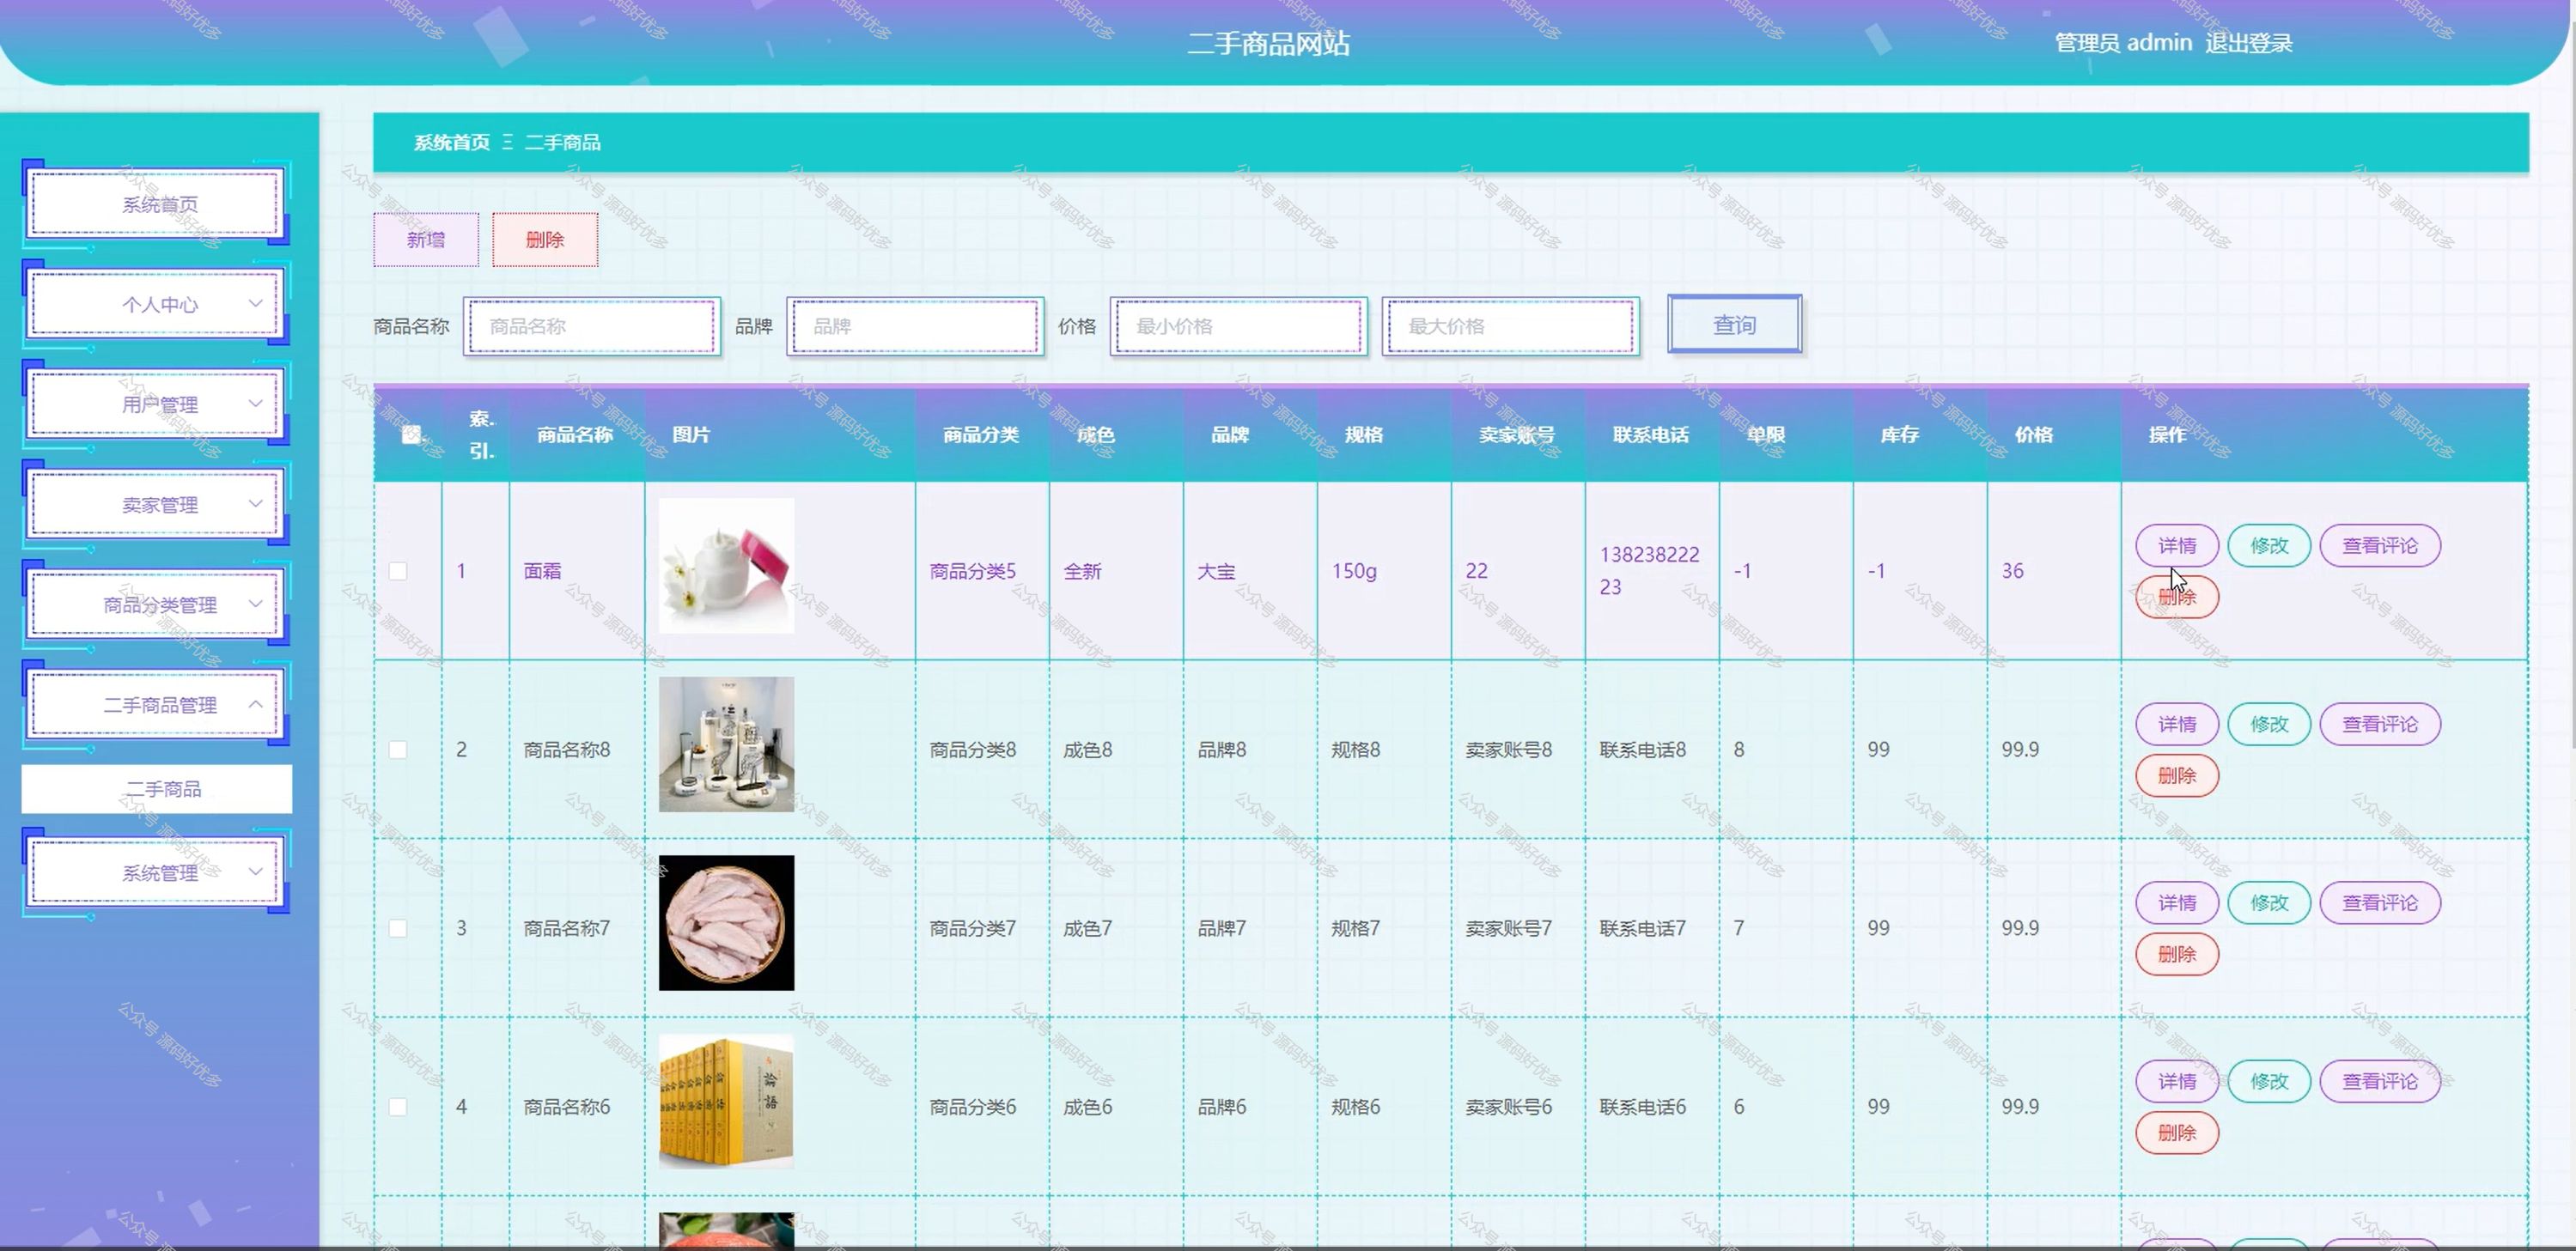 二手商品网站
管理员 admin 退出登录
系统首页 三 二手商品
系统首页
个人中心
用户管理
卖家管理
商品分类管理
二手商品管理
二手商品
系统管理
新增 删除
商品名称 商品名称 品牌 品牌 价格 最小价格 最大价格 查询
索. 引. 商品名称 图片 商品分类 成色 品牌 规格 卖家账号 联系电话 单限 库存 价格 操作
1 面霜 商品分类5 全新 大宝 150g 22 13823822223 -1 -1 36 详情 修改 查看评论
删除
2 商品名称8 商品分类8 成色8 品牌8 规格8 卖家账号8 联系电话8 8 99 99.9 详情 修改 查看评论
删除
3 商品名称7 商品分类7 成色7 品牌7 规格7 卖家账号7 联系电话7 7 99 99.9 详情 修改 查看评论
删除
4 商品名称6 商品分类6 成色6 品牌6 规格6 卖家账号6 联系电话6 6 99 99.9 详情 修改 查看评论
删除
公众号 源码好优多